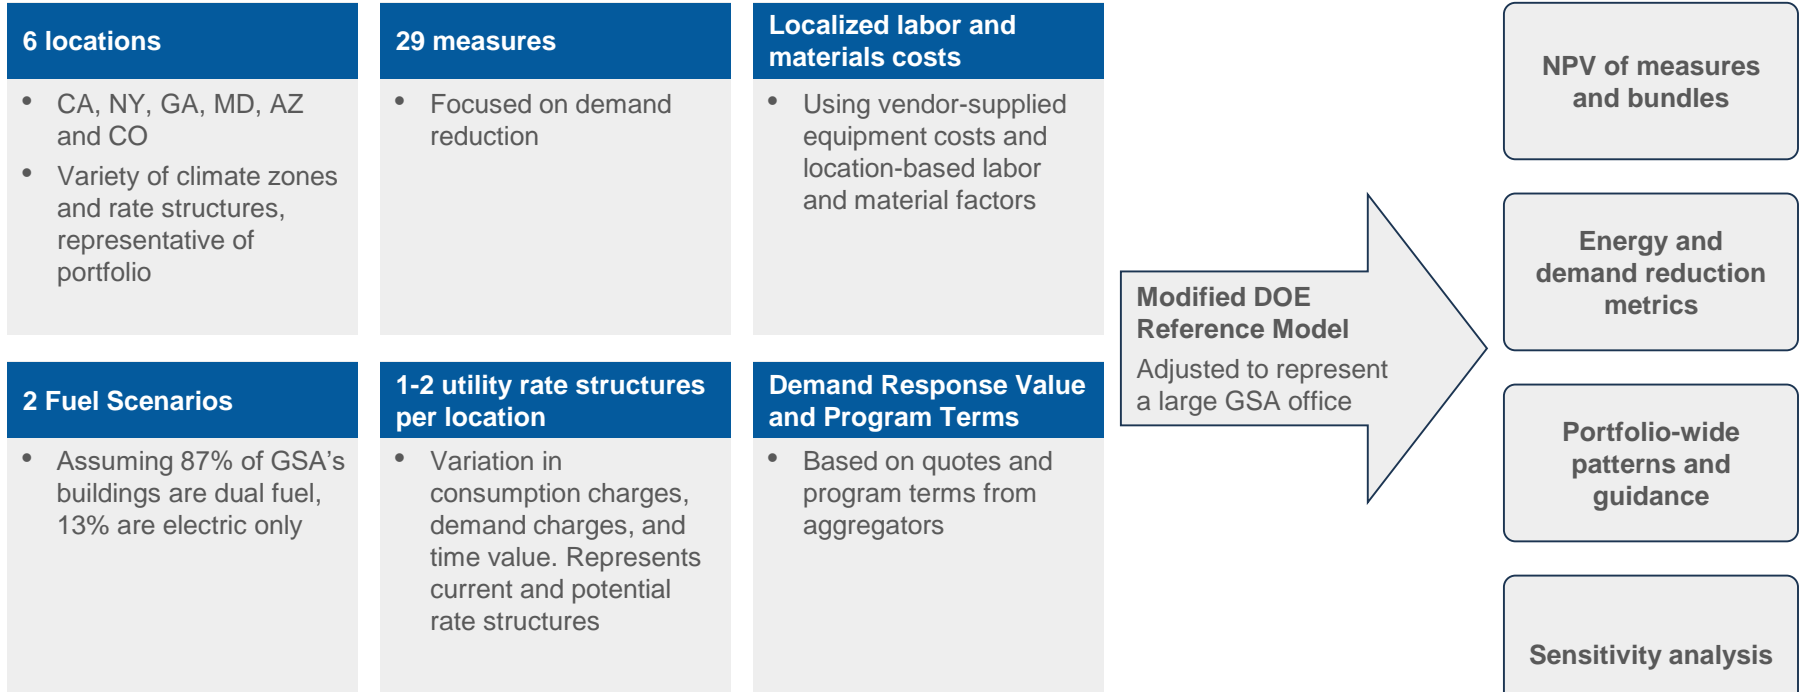 6 locations
• CA, NY, GA, MD, AZ
and CO
• Variety of climate zones
and rate structures,
representative of
portfolio
29 measures
• Focused on demand
reduction
Localized labor and
materials costs
• Using vendor-supplied
equipment costs and
location-based labor
and material factors
2 Fuel Scenarios
• Assuming 87% of GSA’s
buildings are dual fuel,
13% are electric only
1-2 utility rate structures
per location
• Variation in
consumption charges,
demand charges, and
time value. Represents
current and potential
rate structures
Demand Response Value
and Program Terms
• Based on quotes and
program terms from
aggregators
Modified DOE
Reference Model
Adjusted to represent
a large GSA office
NPV of measures
and bundles
Energy and
demand reduction
metrics
Portfolio-wide
patterns and
guidance
Sensitivity analysis